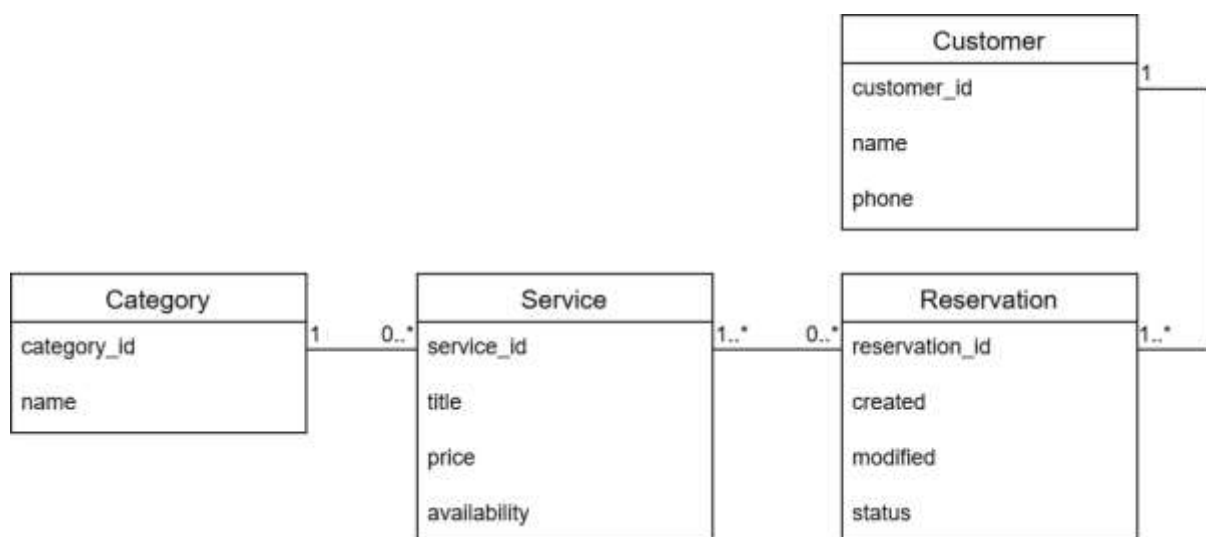 Customer
customer_id
1
name
phone
Category
category_id
1
name
Service
0..*
service_id
1..*
title
price
availability
Reservation
0..*
reservation_id
1..*
created
modified
status